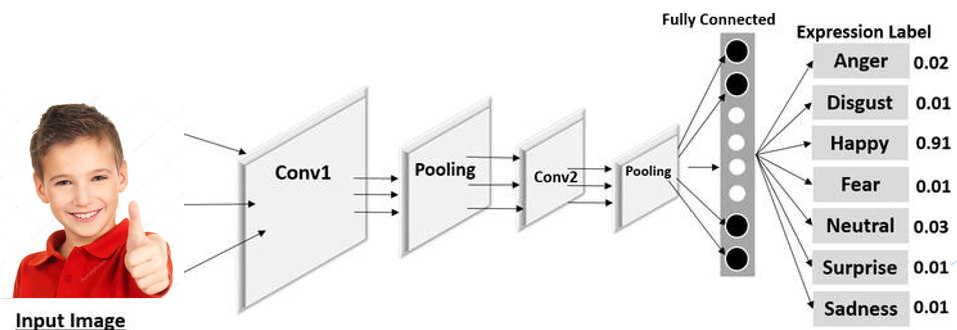 Fully Connected
Expression Label
Anger 0.02
Disgust 0.01
Happy 0.91
Fear 0.01
Neutral 0.03
Surprise 0.01
Sadness 0.01
Conv1
Pooling
Conv2
Pooling
Input Image